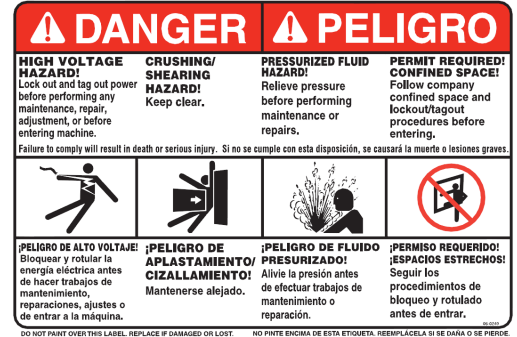 DANGER
PELIGRO
HIGH VOLTAGE
HAZARD!
Lock out and tag out power
before performing any
maintenance, repair,
adjustment, or before
entering machine.
CRUSHING/
SHEARING
HAZARD!
Keep clear.
PRESSURIZED FLUID
HAZARD!
Relieve pressure
before performing
maintenance or
repairs.
PERMIT REQUIRED!
CONFINED SPACE!
Follow company
confined space and
lockout/tagout
procedures before
entering.
Failure to comply will result in death or serious injury. Si no se cumple con esta disposición, se causará la muerte o lesiones graves.
¡PELIGRO DE ALTO VOLTAJE!
Bloquear y rotular la
energía eléctrica antes
de hacer trabajos de
mantenimiento,
reparaciones, ajustes o
de entrar a la máquina.
¡PELIGRO DE
APLASTAMIENTO/
CIZALLAMIENTO!
Mantenerse alejado.
¡PELIGRO DE FLUIDO
PRESURIZADO!
Alivie la presión antes
de efectuar trabajos de
mantenimiento o
reparación.
¡PERMISO REQUERIDO!
¡ESPACIOS ESTRECHOS!
Seguir los
procedimientos de
bloqueo y rotulado
antes de entrar.
DO NOT PAINT OVER THIS LABEL. REPLACE IF DAMAGED OR LOST.
NO PINTE ENCIMA DE ESTA ETIQUETA. REEMPLÁCELA SI SE DAÑA O SE PIERDE.